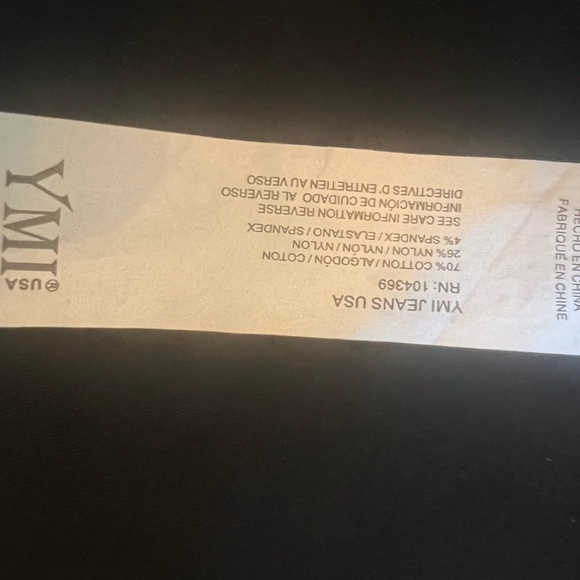 YMI
® USA
YMI JEANS USA
RN: 104369
70% COTTON / ALGODÓN / COTON
26% NYLON / NYLÓN / NYLON
4% SPANDEX / ELASTANO / SPANDEX
SEE CARE INFORMATION REVERSE
INFORMACIÓN DE CUIDADO AL REVERSO
DIRECTIVES D' ENTRETIEN AU VERSO
HECHO EN CHINA
FABRIQUÉ EN CHINE